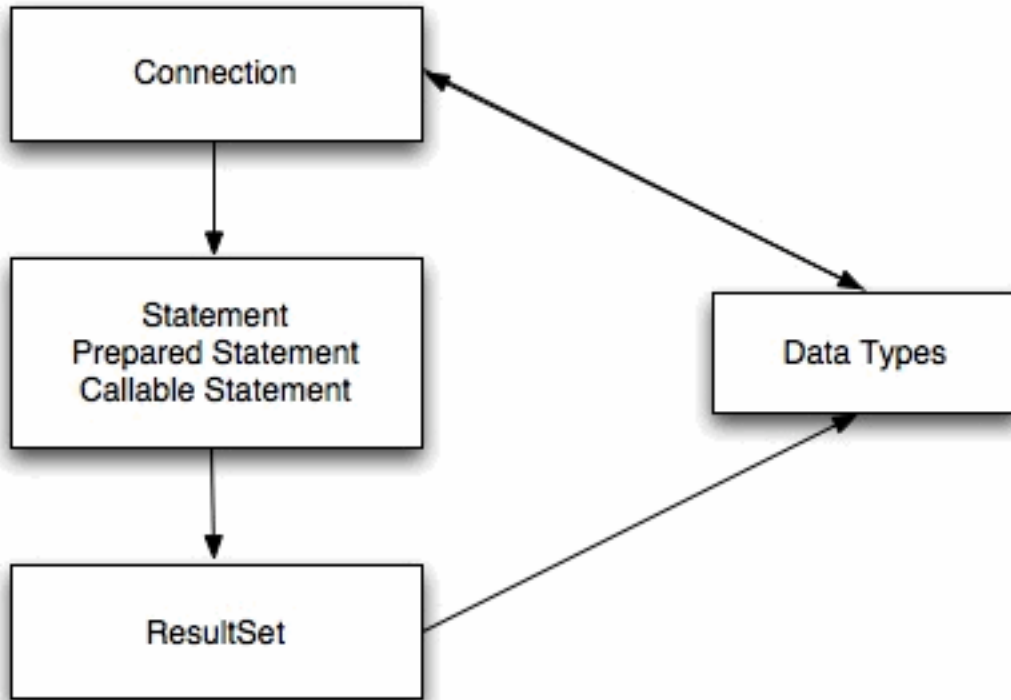 Connection
Statement
Prepared Statement
Callable Statement
Data Types
ResultSet